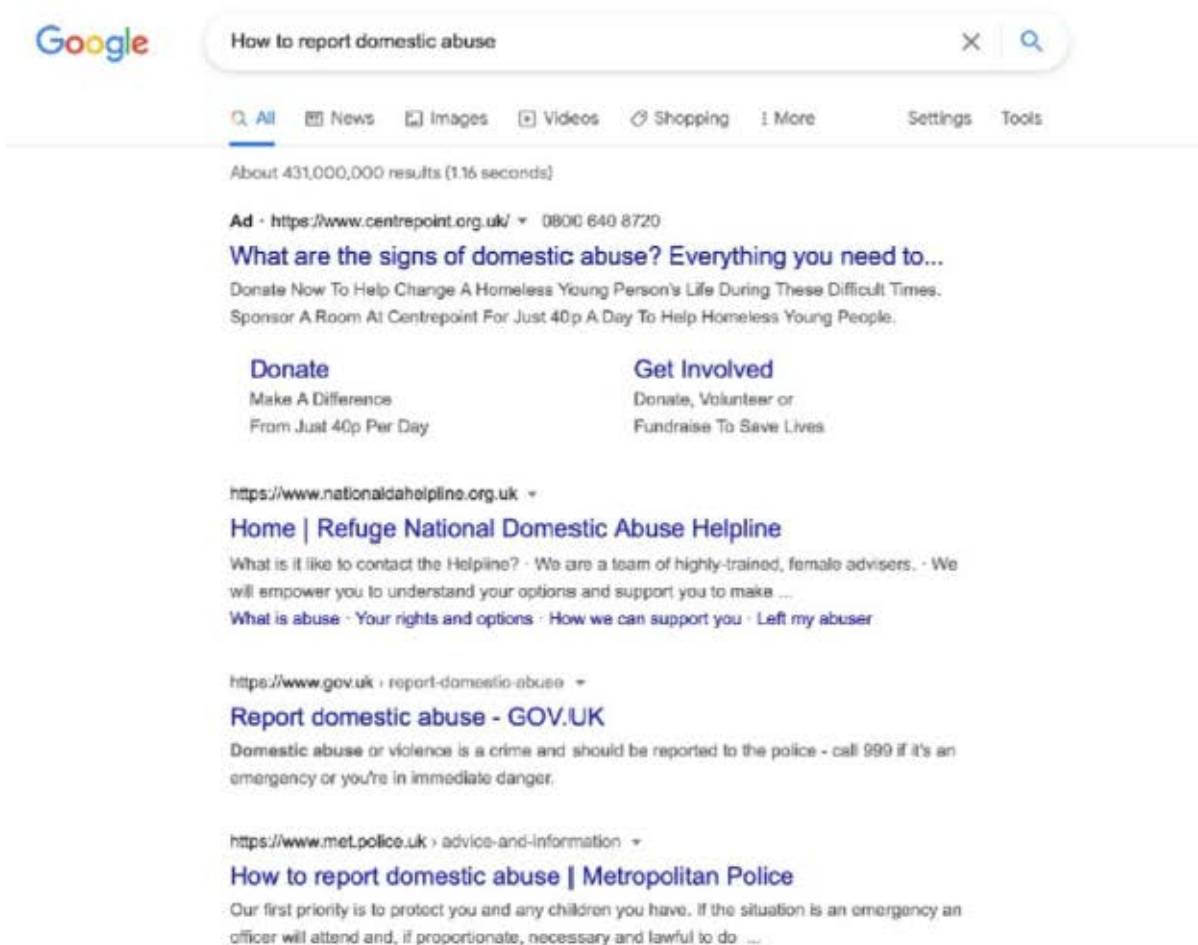 Google
How to report domestic abuse
All News Images Videos Shopping More Settings Tools
About 431,000,000 results (1.16 seconds)
Ad · https://www.centrepoint.org.uk/ 0800 640 8720
What are the signs of domestic abuse? Everything you need to...
Donate Now To Help Change A Homeless Young Person's Life During These Difficult Times.
Sponsor A Room At Centrepoint For Just 40p A Day To Help Homeless Young People.
Donate
Make A Difference
From Just 40p Per Day
Get Involved
Donate, Volunteer or
Fundraise To Save Lives
https://www.nationaldahelpline.org.uk
Home | Refuge National Domestic Abuse Helpline
What is it like to contact the Helpline? · We are a team of highly-trained, female advisers. · We
will empower you to understand your options and support you to make ...
What is abuse · Your rights and options · How we can support you · Left my abuser
https://www.gov.uk › report-domestic-abuse
Report domestic abuse - GOV.UK
Domestic abuse or violence is a crime and should be reported to the police - call 999 if it's an
emergency or you're in immediate danger.
https://www.met.police.uk › advice-and-information
How to report domestic abuse | Metropolitan Police
Our first priority is to protect you and any children you have. If the situation is an emergency an
officer will attend and, if proportionate, necessary and lawful to do ...